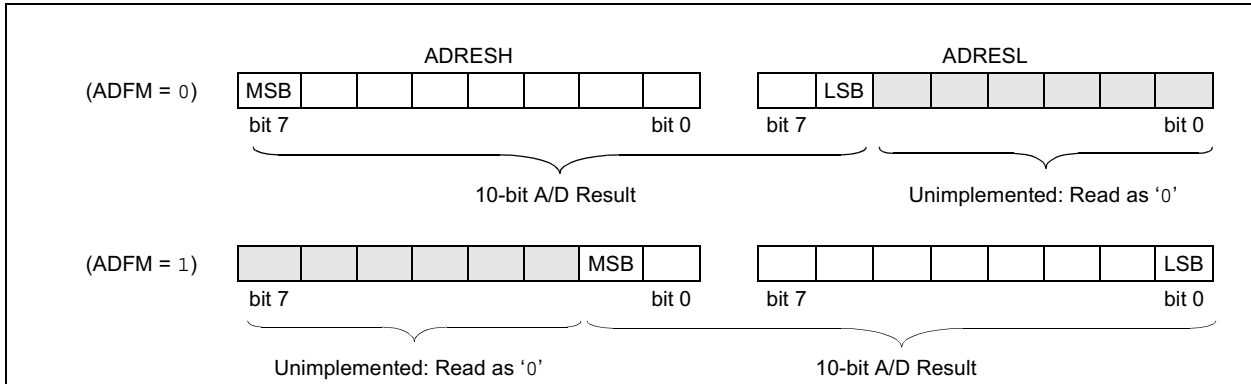 ADRESH ADRESL
(ADFM = 0) MSB LSB
bit 7 bit 0 bit 7 bit 0
10-bit A/D Result Unimplemented: Read as ‘0’
(ADFM = 1) MSB LSB
bit 7 bit 0 bit 7 bit 0
Unimplemented: Read as ‘0’ 10-bit A/D Result